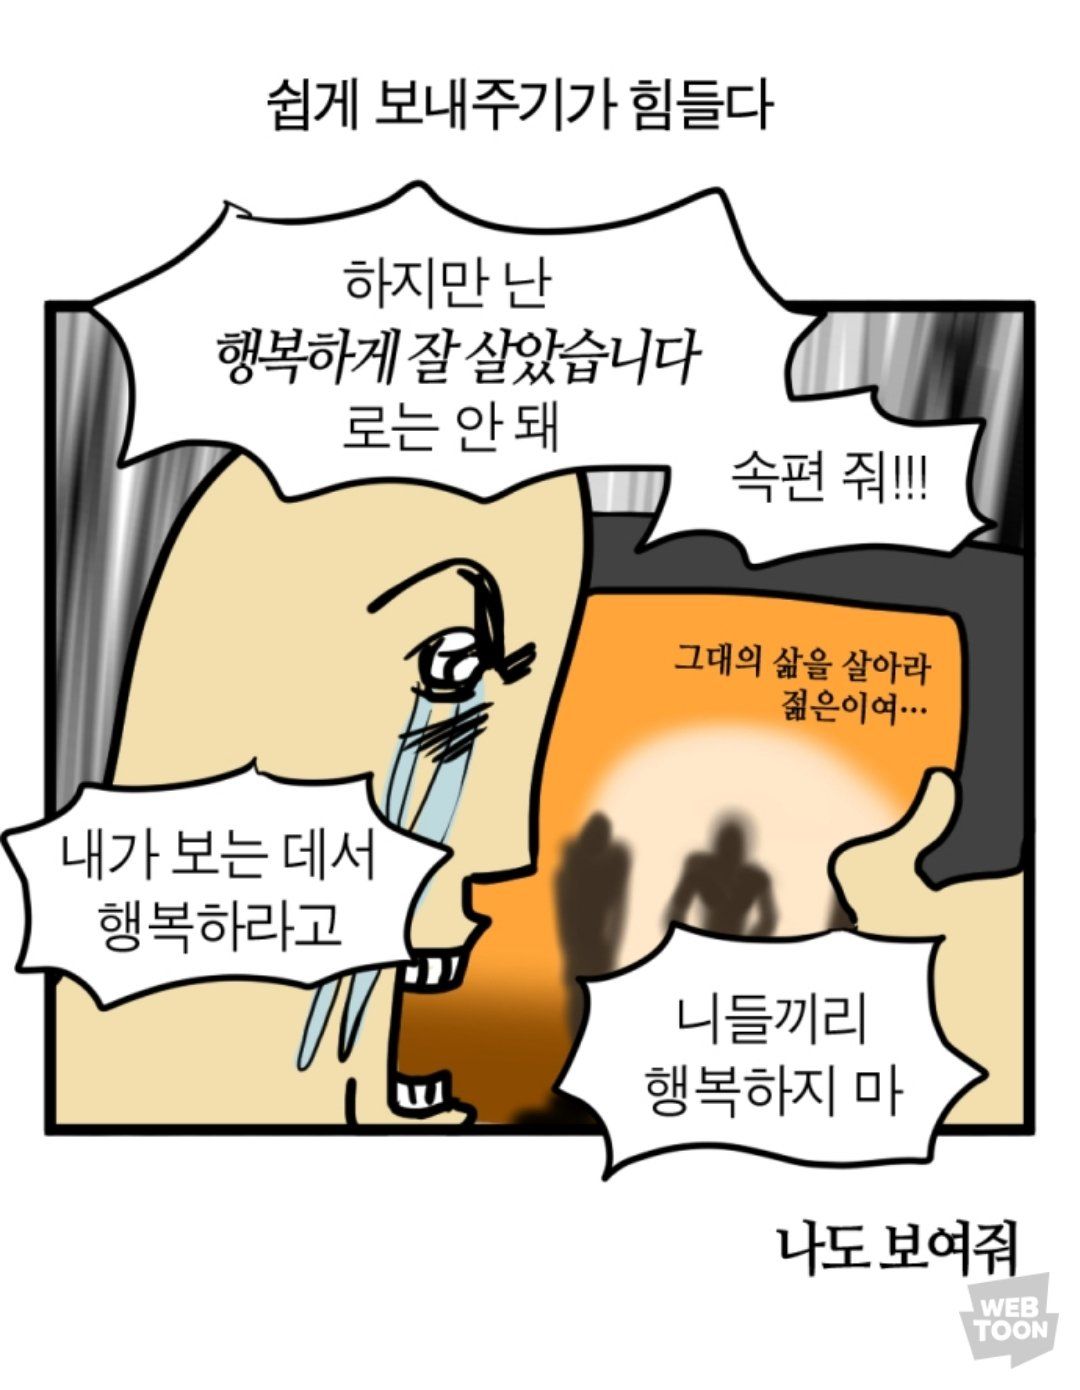 쉽게 보내주기가 힘들다
하지만 난
행복하게 잘 살았습니다
로는 안 돼
속편 줘!!!
그대의 삶을 살아라
젊은이여…
내가 보는 데서
행복하라고
니들끼리
행복하지 마
나도 보여줘
WEB
TOON